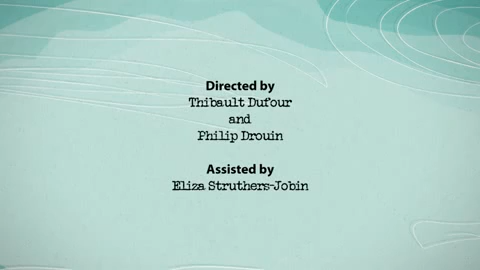 Directed by
Thibault Dufour
and
Philip Drouin
Assisted by
Eliza Struthers-Jobin